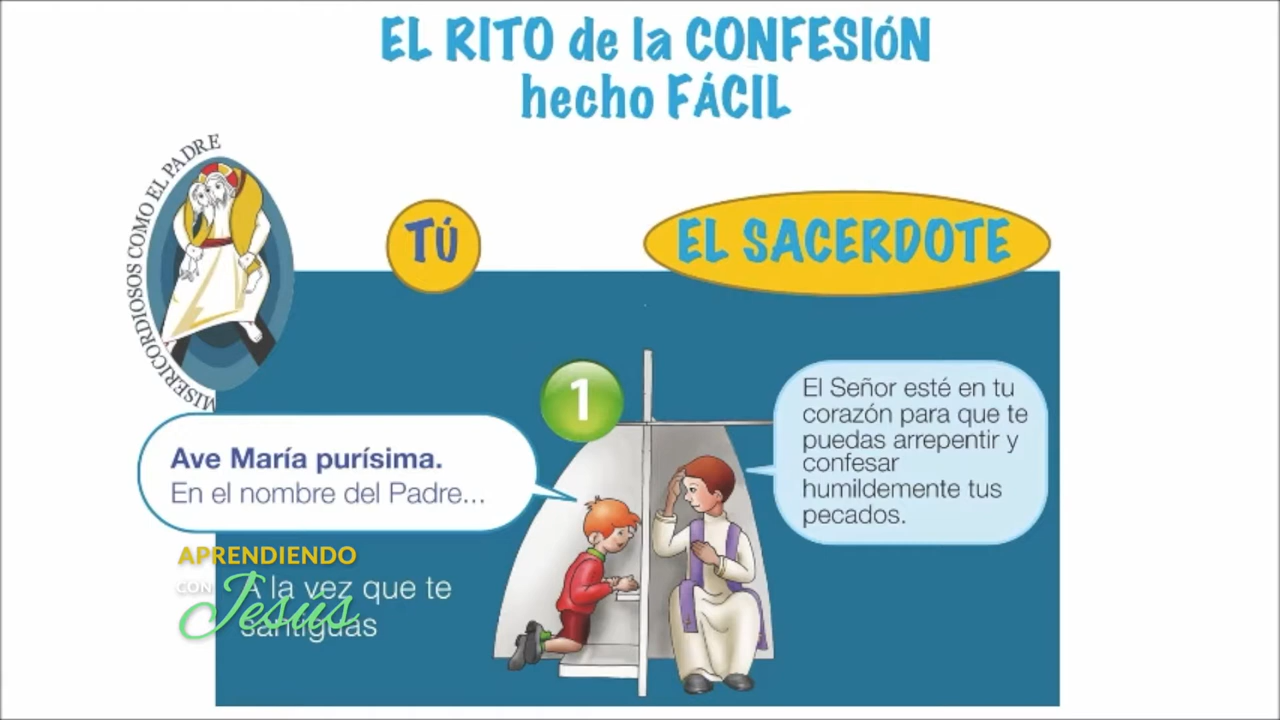 EL RITO de la CONFESIÓN
hecho FÁCIL
MISERICORDIOSOS COMO EL PADRE
TÚ
EL SACERDOTE
1
Ave María purísima.
En el nombre del Padre...
El Señor esté en tu
corazón para que te
puedas arrepentir y
confesar
humildemente tus
pecados.
APRENDIENDO
CON
Jesús
A la vez que te
santiguas